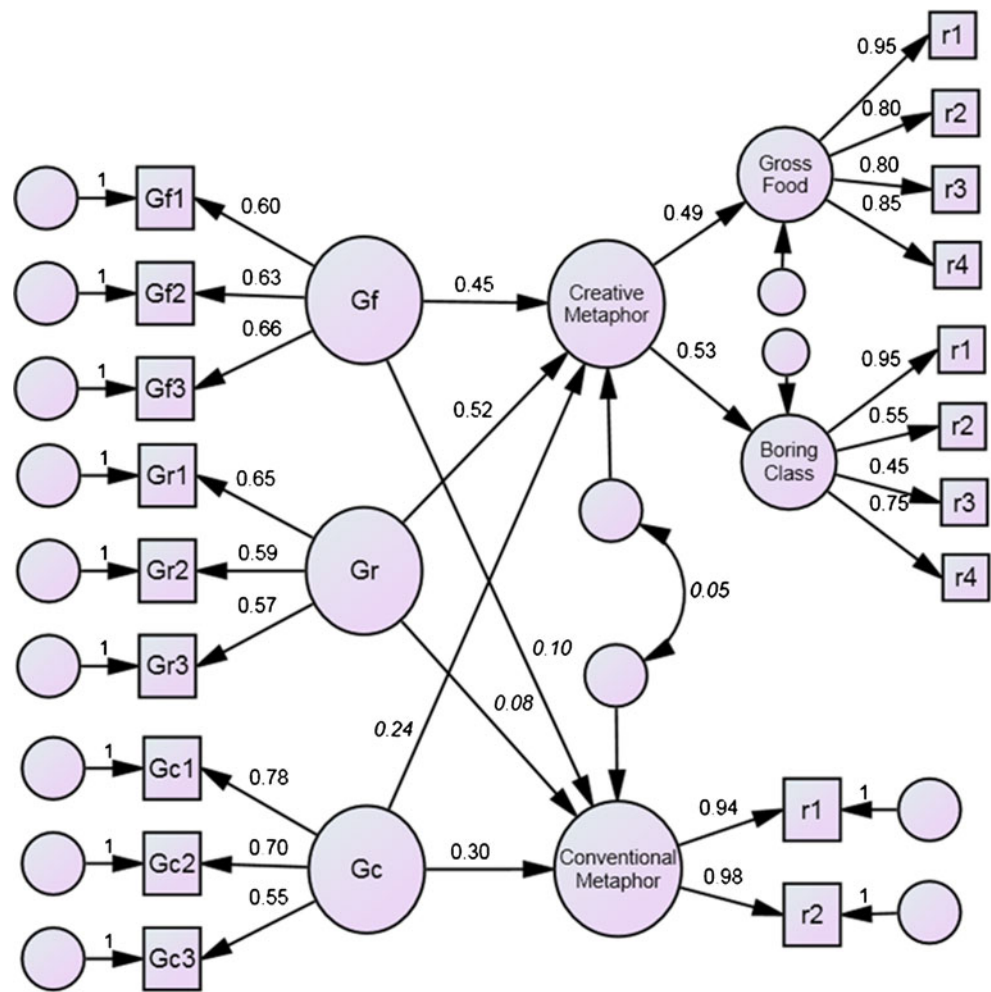 0.95
r1
0.80
r2
Gross
Food
0.80
r3
0.85
r4
1
Gf1
0.60
0.49
1
Gf2
0.63
Gf
0.45
Creative
Metaphor
0.66
1
Gf3
0.53
0.95
r1
0.55
r2
Boring
Class
0.45
r3
0.75
r4
0.52
1
Gr1
0.65
1
Gr2
0.59
Gr
0.57
0.05
1
Gr3
0.10
0.08
0.24
1
Gc1
0.78
0.94
r1
1
1
Gc2
0.70
Gc
0.30
Conventional
Metaphor
0.98
r2
1
0.55
1
Gc3